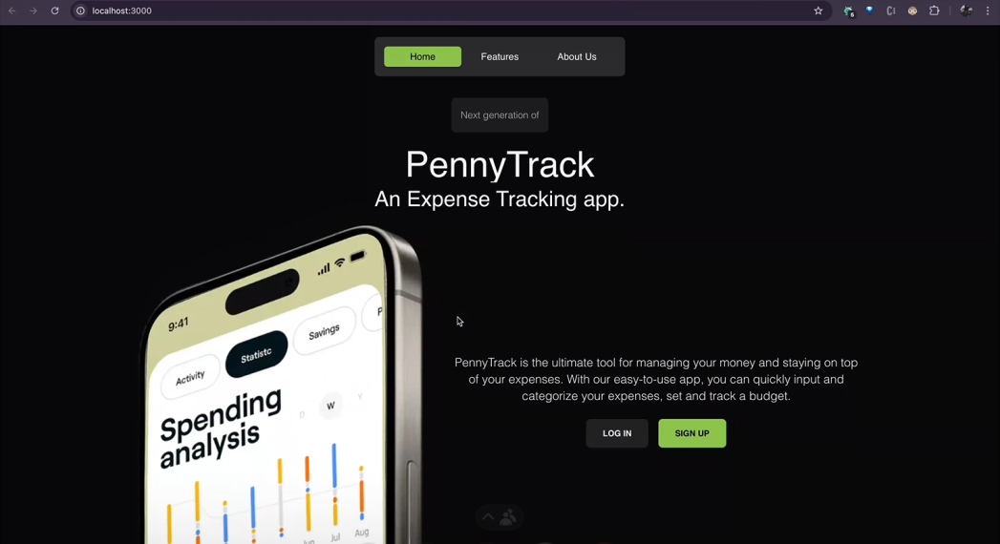 localhost:3000
6
Home
Features
About Us
Next generation of
PennyTrack
An Expense Tracking app.
9:41
Activity
Statistc
Savings
P
D
W
Y
Spending
analysis
Jun
Jul
Aug
PennyTrack is the ultimate tool for managing your money and staying on top
of your expenses. With our easy-to-use app, you can quickly input and
categorize your expenses, set and track a budget.
LOG IN
SIGN UP